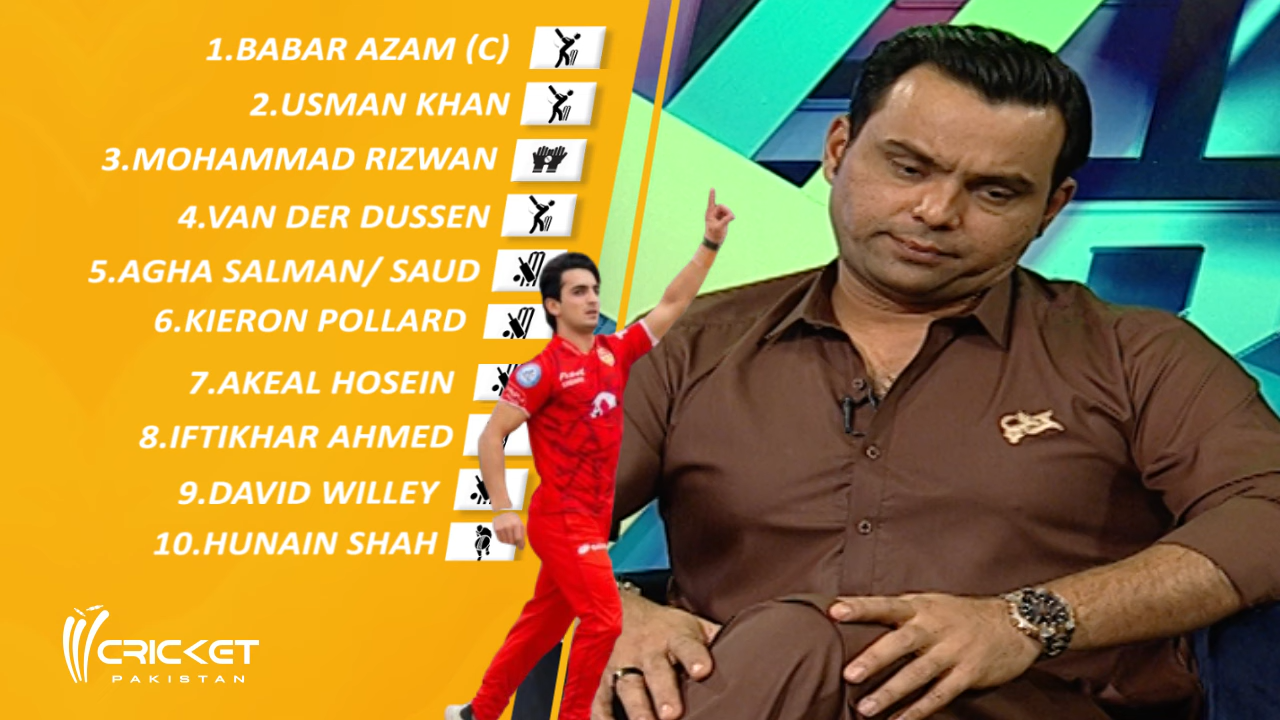 1.BABAR AZAM (C)
2.USMAN KHAN
3.MOHAMMAD RIZWAN
4.VAN DER DUSSEN
5.AGHA SALMAN/ SAUD
6.KIERON POLLARD
7.AKEAL HOSEIN
8.IFTIKHAR AHMED
9.DAVID WILLEY
10.HUNAIN SHAH
CRICKET
PAKISTAN